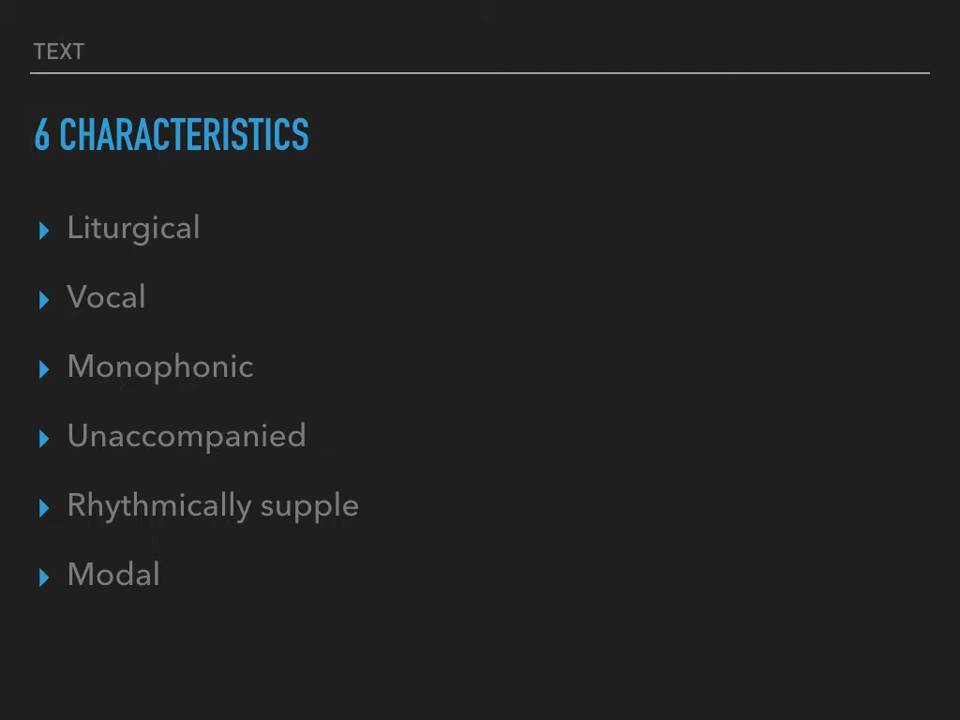 TEXT
6 CHARACTERISTICS
Liturgical
Vocal
Monophonic
Unaccompanied
Rhythmically supple
Modal